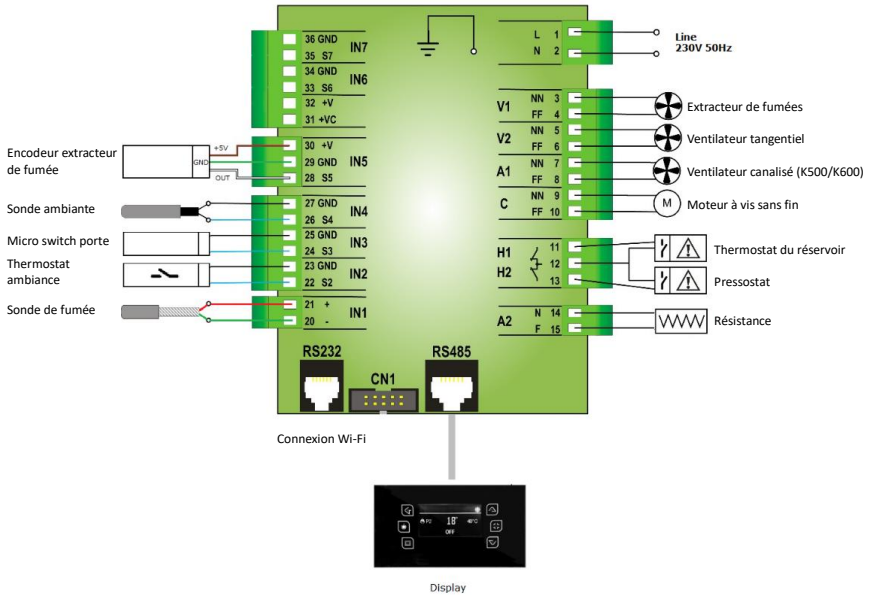 36 GND
35 S7
IN7
34 GND
33 S6
IN6
32 +V
31 +VC
30 +V
29 GND
28 S5
IN5
27 GND
26 S4
IN4
25 GND
24 S3
IN3
23 GND
22 S2
IN2
21 +
20 -
IN1
Encodeur extracteur
de fumée
+5V
GND
OUT
Sonde ambiante
Micro switch porte
Thermostat
ambiance
Sonde de fumée
L 1
N 2
Line
230V 50Hz
V1
NN 3
FF 4
Extracteur de fumées
V2
NN 5
FF 6
Ventilateur tangentiel
A1
NN 7
FF 8
Ventilateur canalisé (K500/K600)
C
NN 9
FF 10
M
Moteur à vis sans fin
H1
H2
11
12
13
Thermostat du réservoir
Pressostat
A2
N 14
F 15
Résistance
RS232
CN1
RS485
Connexion Wi-Fi
P2
18°
40°C
OFF
Display